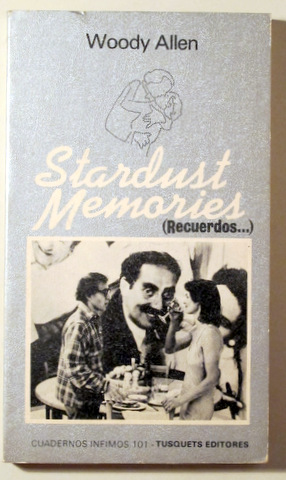 Woody Allen
Stardust
Memories
(Recuerdos...)
CUADERNOS INFIMOS 101 - TUSQUETS EDITORES